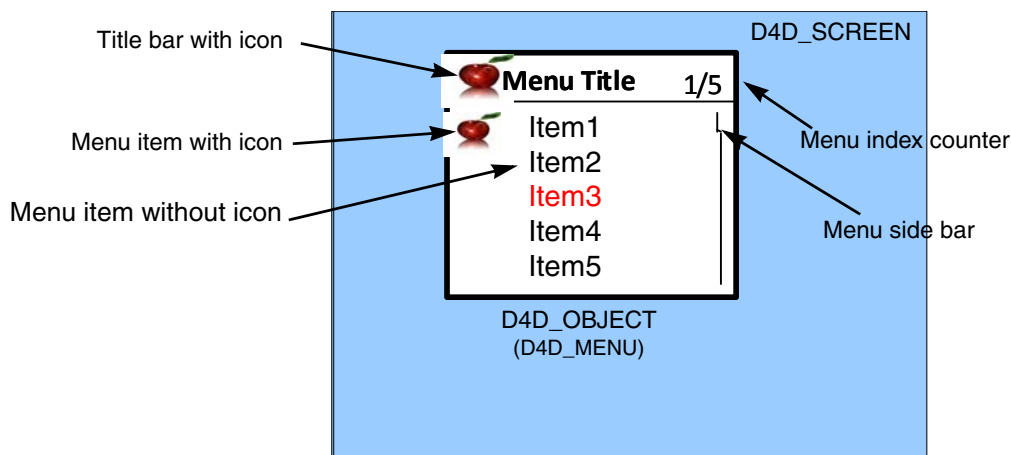 D4D_SCREEN
Title bar with icon
Menu Title 1/5
Menu item with icon
Item1
Menu index counter
Item2
Menu item without icon
Item3
Item4
Menu side bar
Item5
D4D_OBJECT
(D4D_MENU)